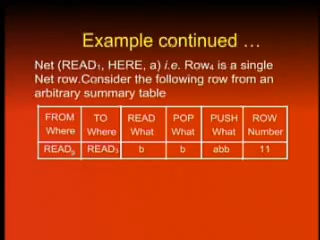 Example continued …
Net (READ₁, HERE, a) i.e. Row₄ is a single
Net row.Consider the following row from an
arbitrary summary table
FROM Where TO Where READ What POP What PUSH What ROW Number
READ₉ READ₃ b b abb 11